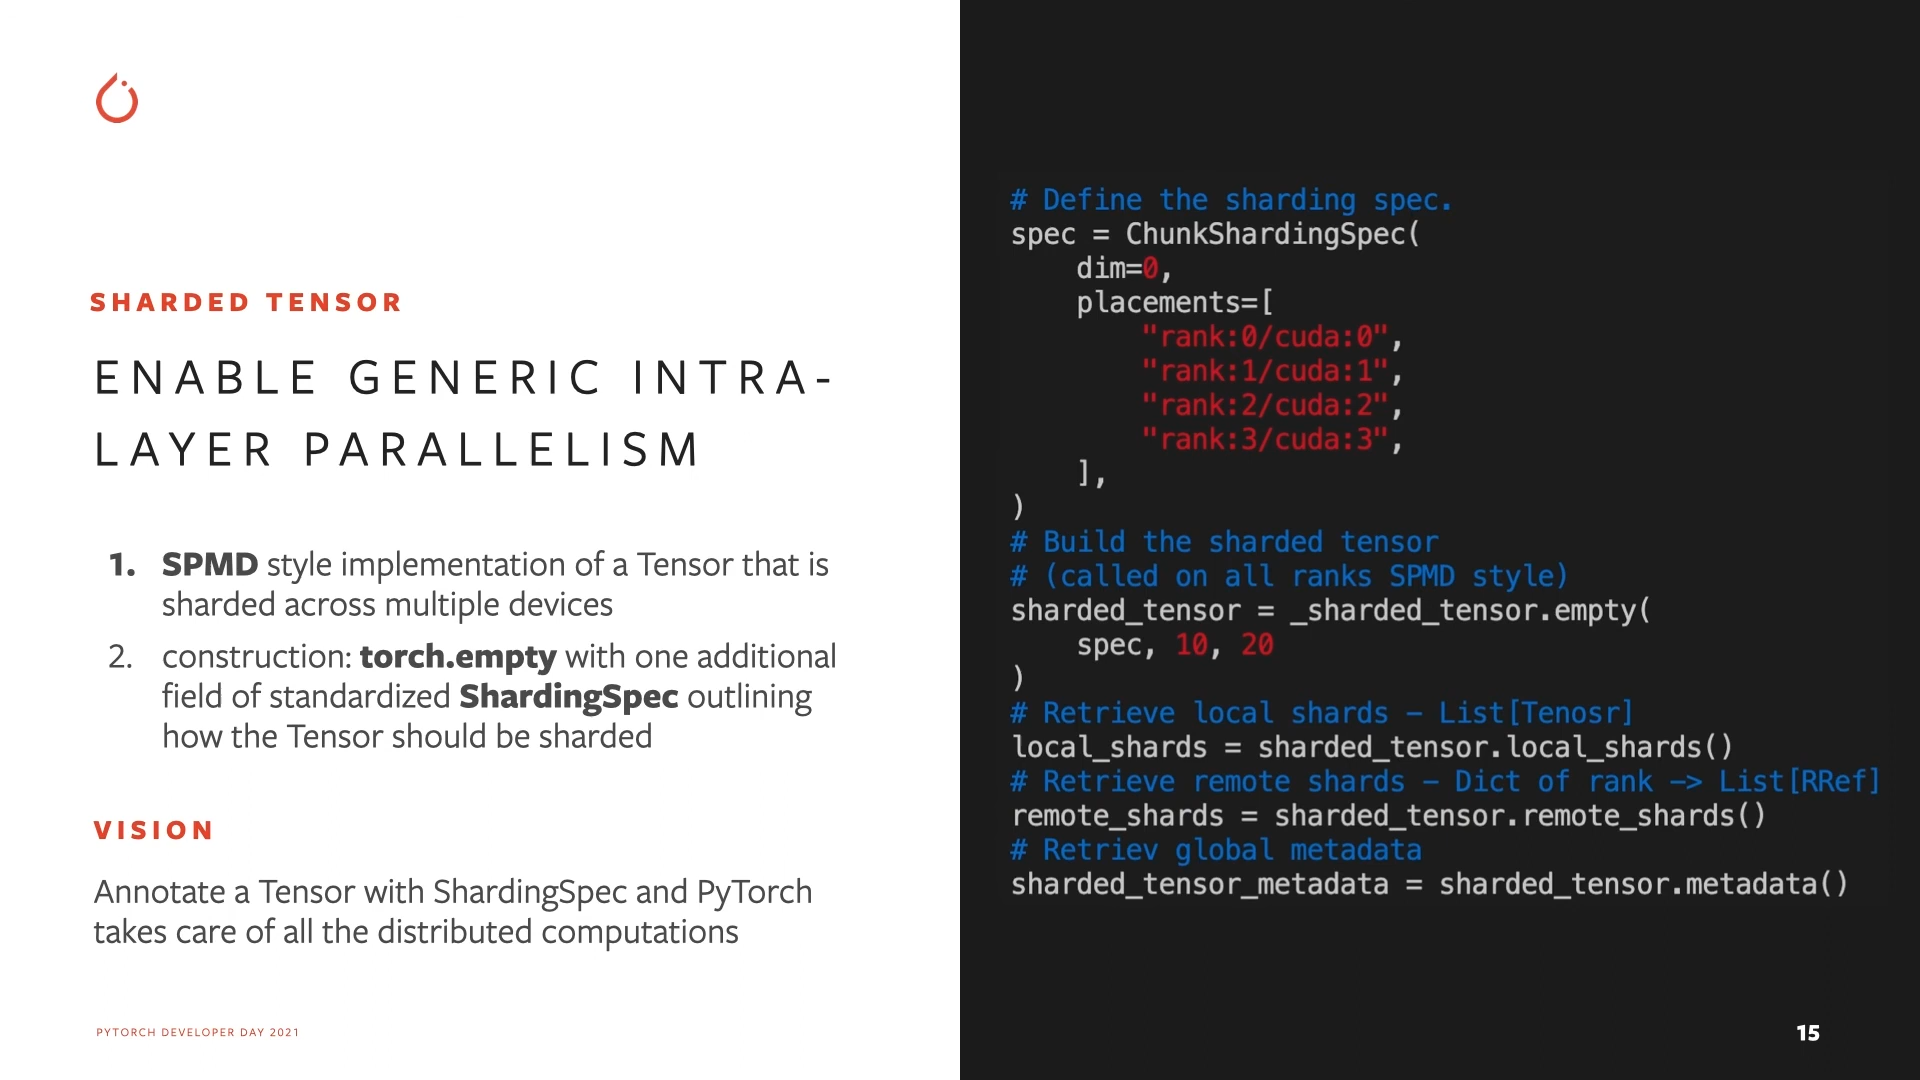 SHARDED TENSOR
ENABLE GENERIC INTRA-
LAYER PARALLELISM
1. SPMD style implementation of a Tensor that is
sharded across multiple devices
2. construction: torch.empty with one additional
field of standardized ShardingSpec outlining
how the Tensor should be sharded
VISION
Annotate a Tensor with ShardingSpec and PyTorch
takes care of all the distributed computations
PYTORCH DEVELOPER DAY 2021
# Define the sharding spec.
spec = ChunkShardingSpec(
    dim=0,
    placements=[
        "rank:0/cuda:0",
        "rank:1/cuda:1",
        "rank:2/cuda:2",
        "rank:3/cuda:3",
    ],
)
# Build the sharded tensor
# (called on all ranks SPMD style)
sharded_tensor = _sharded_tensor.empty(
    spec, 10, 20
)
# Retrieve local shards – List[Tenosr]
local_shards = sharded_tensor.local_shards()
# Retrieve remote shards – Dict of rank –> List[RRef]
remote_shards = sharded_tensor.remote_shards()
# Retriev global metadata
sharded_tensor_metadata = sharded_tensor.metadata()
15